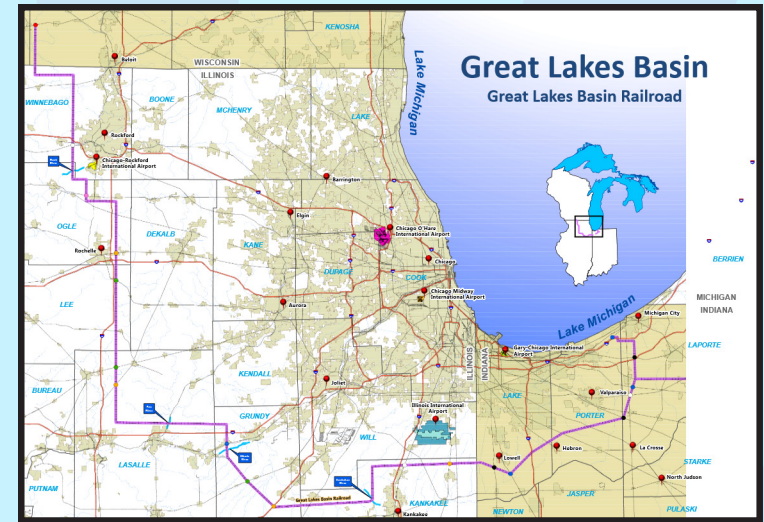 Great Lakes Basin
Great Lakes Basin Railroad
KENOSHA
Lake Michigan
Beloit
WISCONSIN
ILLINOIS
WINNEBAGO
BOONE
MCHENRY
LAKE
Rockford
Chicago-Rockford
International Airport
Barrington
Elgin
OGLE
DEKALB
KANE
Chicago O'Hare
International Airport
Rochelle
Chicago
DUPAGE
COOK
BERRIEN
LEE
Aurora
Chicago Midway
International Airport
MICHIGAN
INDIANA
Lake Michigan
Michigan City
LAPORTE
ILLINOIS
INDIANA
Gary-Chicago International
Airport
KENDALL
Joliet
BUREAU
GRUNDY
Illinois International
Airport
LAKE
Valparaiso
PORTER
WILL
Hebron
La Crosse
LASALLE
Lowell
STARKE
North Judson
PUTNAM
Great Lakes Basin Railroad
KANKAKEE
Kankakee
JASPER
NEWTON
PULASKI